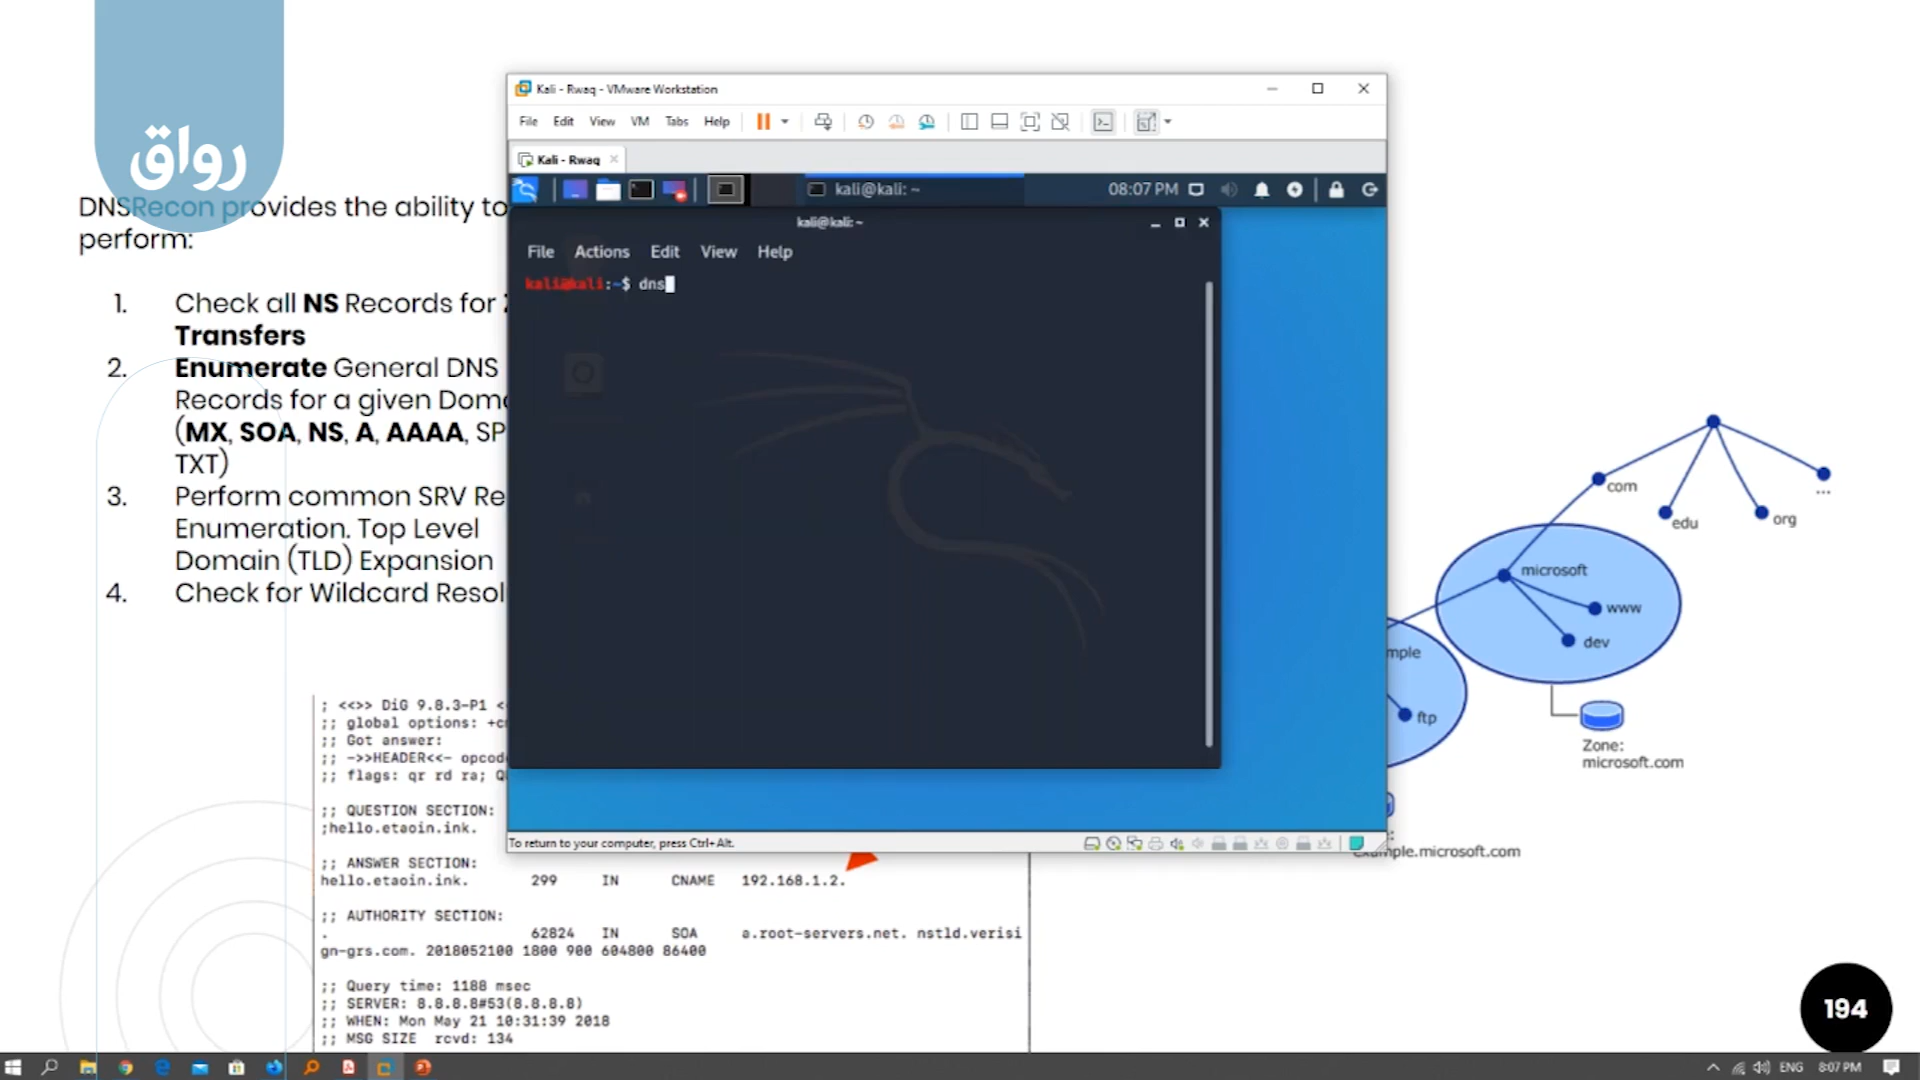 رواق
DNSRecon provides the ability to
perform:
1. Check all NS Records for
Transfers
2. Enumerate General DNS
Records for a given Dom
(MX, SOA, NS, A, AAAA, SP
TXT)
3. Perform common SRV Re
Enumeration. Top Level
Domain (TLD) Expansion
4. Check for Wildcard Resol
Kali - Rwaq - VMware Workstation
File Edit View VM Tabs Help
Kali - Rwaq
kali@kali: ~ 08:07 PM
kali@kali:~
File Actions Edit View Help
kali@kali:~$ dns
To return to your computer, press Ctrl+Alt.
com
edu
org
...
microsoft
www
dev
mple
ftp
Zone:
microsoft.com
example.microsoft.com
; <<>> DiG 9.8.3-P1 <
;; global options: +c
;; Got answer:
;; ->>HEADER<<- opcod
;; flags: qr rd ra; Q
;; QUESTION SECTION:
;hello.etaoin.ink.
;; ANSWER SECTION:
hello.etaoin.ink. 299 IN CNAME 192.168.1.2.
;; AUTHORITY SECTION:
. 62824 IN SOA a.root-servers.net. nstld.verisi
gn-grs.com. 2018052100 1800 900 604800 86400
;; Query time: 1188 msec
;; SERVER: 8.8.8.8#53(8.8.8.8)
;; WHEN: Mon May 21 10:31:39 2018
;; MSG SIZE rcvd: 134
194
ENG 8:07 PM